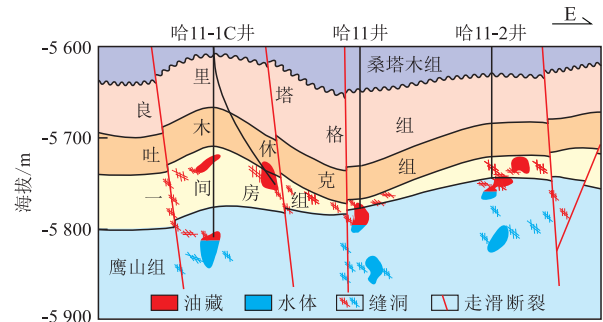 E
哈11-1C井 哈11井 哈11-2井
-5 600
-5 700
-5 800
-5 900
海拔/m
桑塔木组
良里塔格组
吐木休克组
一间房组
鹰山组
油藏 水体 缝洞 走滑断裂